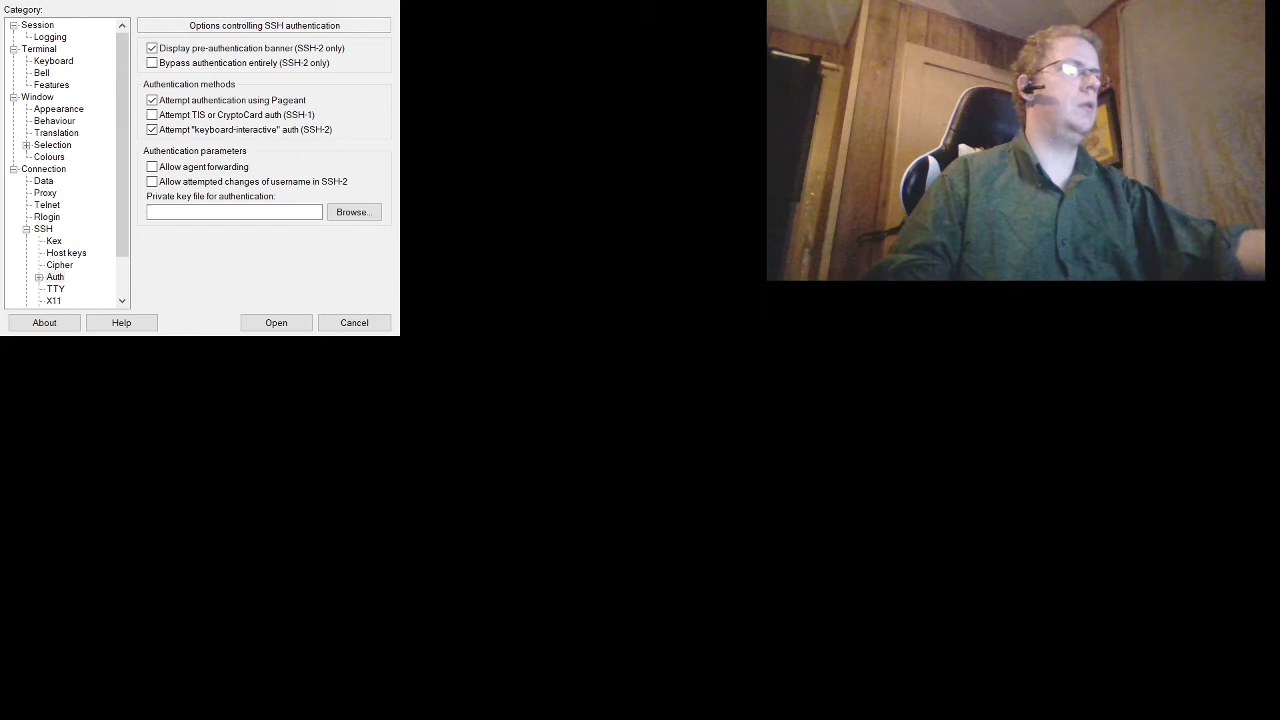 Category:
Session
Logging
Terminal
Keyboard
Bell
Features
Window
Appearance
Behaviour
Translation
Selection
Colours
Connection
Data
Proxy
Telnet
Rlogin
SSH
Kex
Host keys
Cipher
Auth
TTY
X11
Options controlling SSH authentication
Display pre-authentication banner (SSH-2 only)
Bypass authentication entirely (SSH-2 only)
Authentication methods
Attempt authentication using Pageant
Attempt TIS or CryptoCard auth (SSH-1)
Attempt "keyboard-interactive" auth (SSH-2)
Authentication parameters
Allow agent forwarding
Allow attempted changes of username in SSH-2
Private key file for authentication:
Browse...
About
Help
Open
Cancel